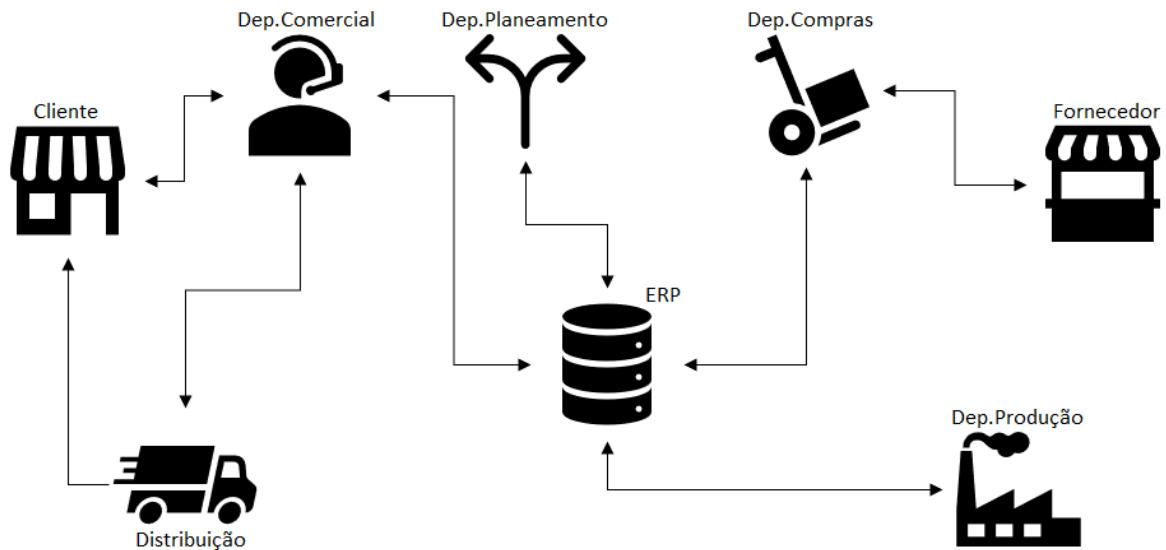 Dep.Comercial
Dep.Planeamento
Dep.Compras
Cliente
Fornecedor
ERP
Dep.Produção
Distribuição